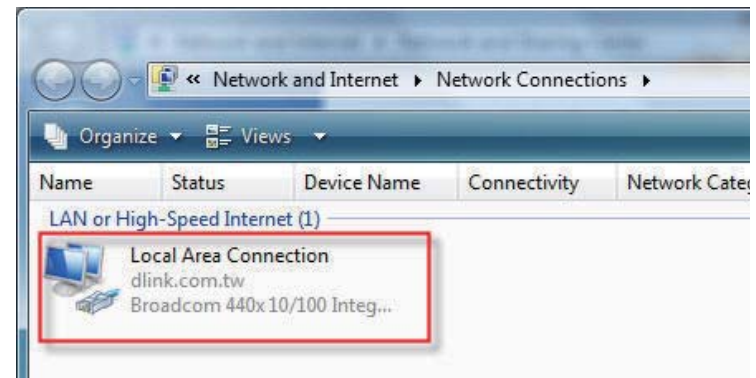 « Network and Internet ▸ Network Connections ▸
Organize ▾ Views ▾
Name Status Device Name Connectivity Network Categ
LAN or High-Speed Internet (1)
Local Area Connection
dlink.com.tw
Broadcom 440x 10/100 Integ...